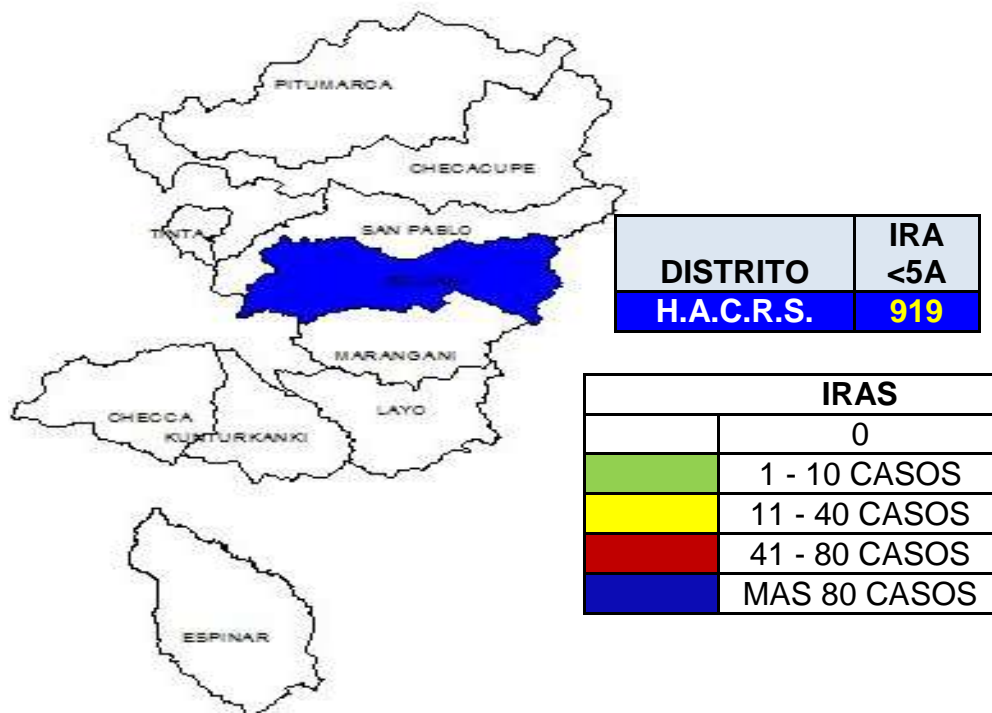 PITUMARCA
CHECACUPE
TINTA
SAN PABLO
MARANGANI
CHECCA
KUNTURKANKI
LAYO
ESPINAR
DISTRITO IRA <5A
H.A.C.R.S. 919
IRAS
0
1 - 10 CASOS
11 - 40 CASOS
41 - 80 CASOS
MAS 80 CASOS